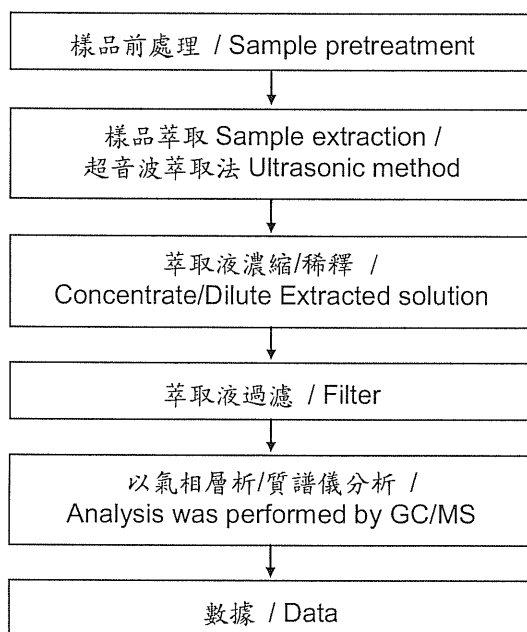 樣品前處理 / Sample pretreatment
樣品萃取 Sample extraction /
超音波萃取法 Ultrasonic method
萃取液濃縮/稀釋 /
Concentrate/Dilute Extracted solution
萃取液過濾 / Filter
以氣相層析/質譜儀分析 /
Analysis was performed by GC/MS
數據 / Data